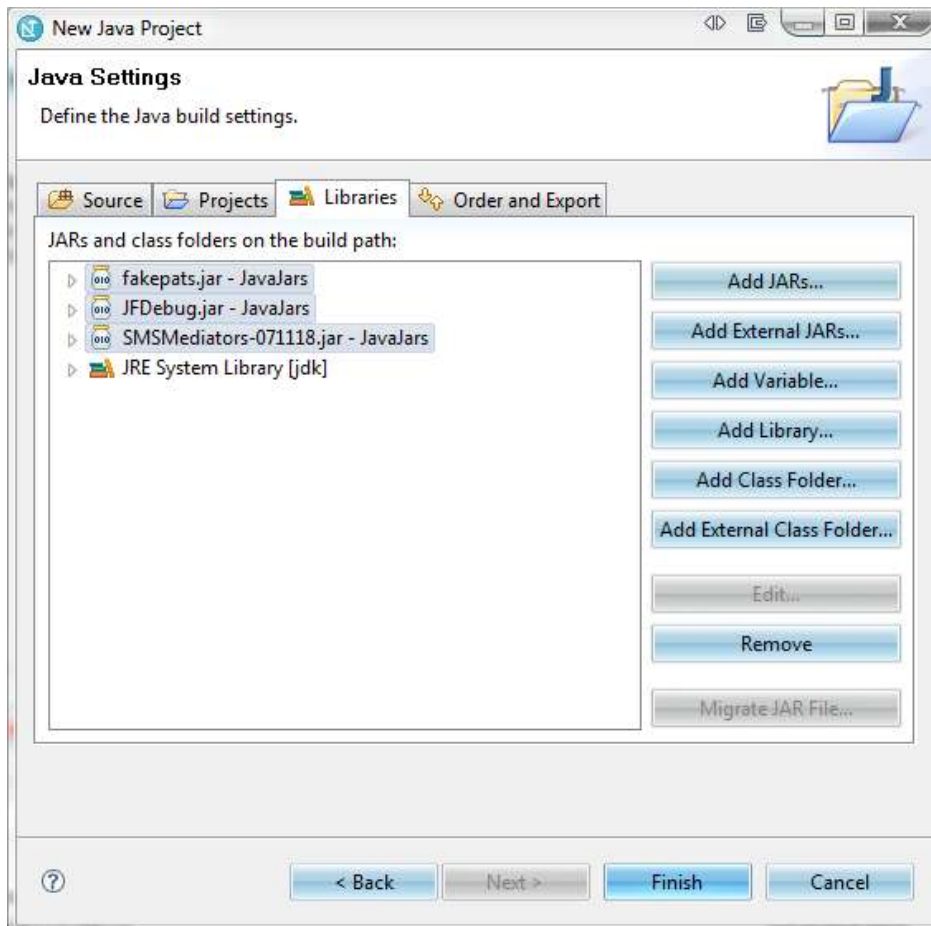 New Java Project
Java Settings
Define the Java build settings.
Source Projects Libraries Order and Export
JARs and class folders on the build path:
fakepats.jar - JavaJars
JFDebug.jar - JavaJars
SMSMediators-071118.jar - JavaJars
JRE System Library [jdk]
Add JARs...
Add External JARs...
Add Variable...
Add Library...
Add Class Folder...
Add External Class Folder...
Edit...
Remove
Migrate JAR File...
< Back Next > Finish Cancel